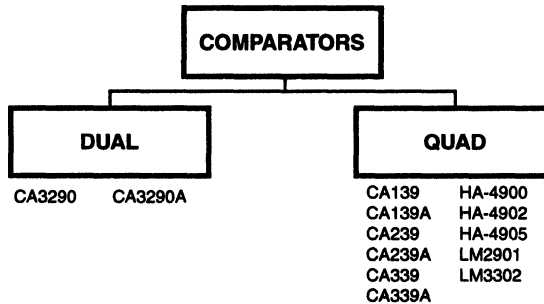 COMPARATORS
DUAL
CA3290 CA3290A
QUAD
CA139 HA-4900
CA139A HA-4902
CA239 HA-4905
CA239A LM2901
CA339 LM3302
CA339A